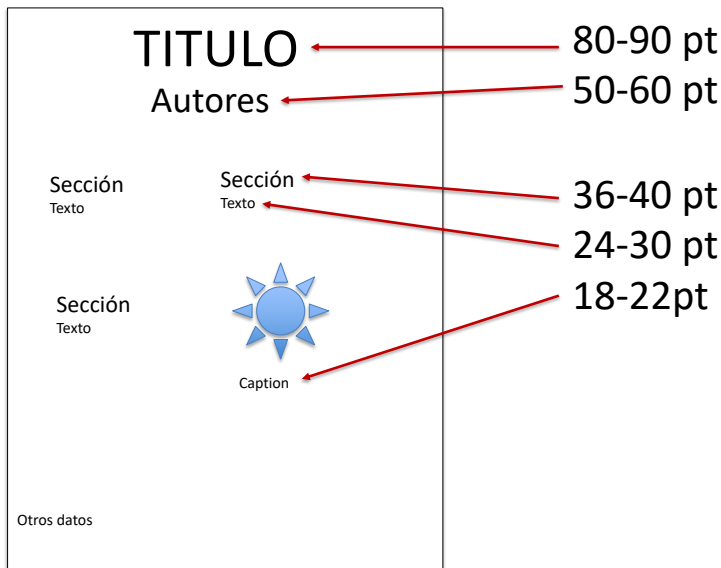 TITULO
80-90 pt
Autores
50-60 pt
Sección
Texto
Sección
Texto
36-40 pt
24-30 pt
Sección
Texto
18-22pt
Caption
Otros datos